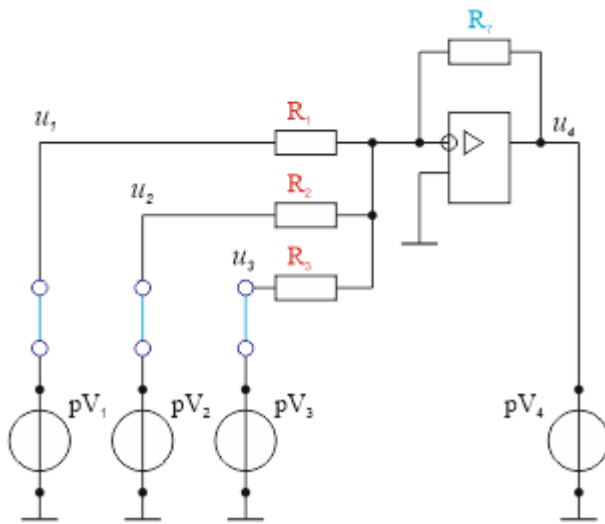 R₇
u₁
R₁
u₄
u₂
R₂
u₃
R₃
pV₁
pV₂
pV₃
pV₄